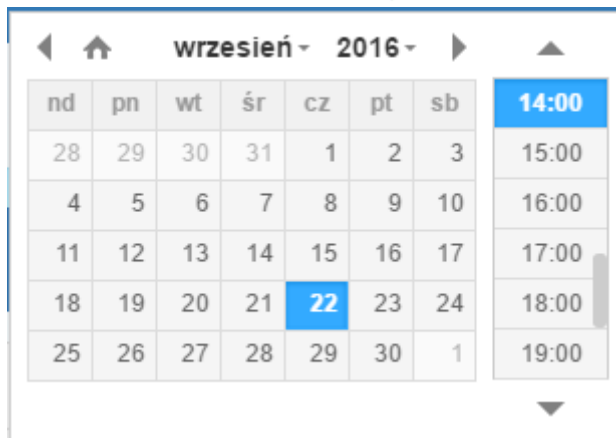 wrzesień 2016
nd pn wt śr cz pt sb
28 29 30 31 1 2 3
4 5 6 7 8 9 10
11 12 13 14 15 16 17
18 19 20 21 22 23 24
25 26 27 28 29 30 1
14:00
15:00
16:00
17:00
18:00
19:00